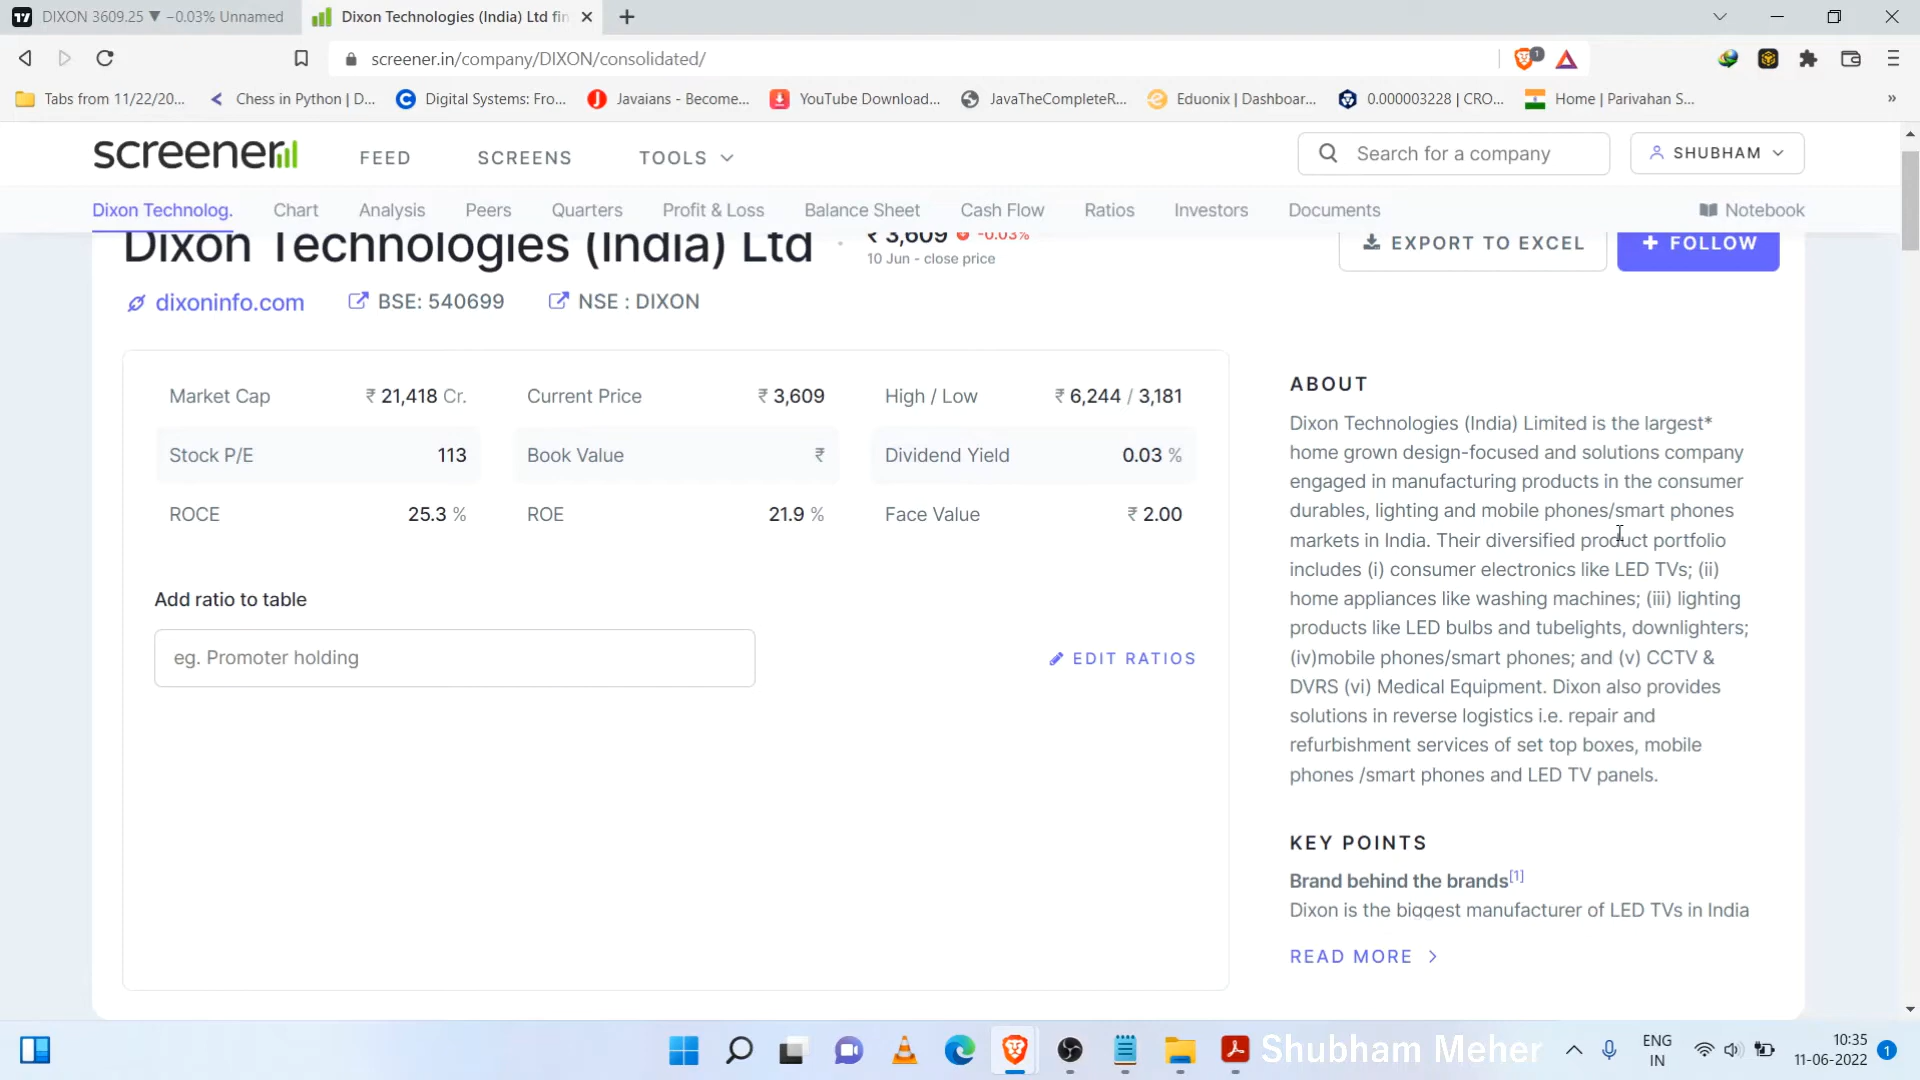 DIXON 3609.25 ▼ −0.03% Unnamed
Dixon Technologies (India) Ltd fin
screener.in/company/DIXON/consolidated/
1
Tabs from 11/22/20...
Chess in Python | D...
Digital Systems: Fro...
Javaians - Become...
YouTube Download...
JavaTheCompleteR...
Eduonix | Dashboar...
0.000003228 | CRO...
Home | Parivahan S...
screener
FEED
SCREENS
TOOLS
Search for a company
SHUBHAM
Dixon Technolog.
Chart
Analysis
Peers
Quarters
Profit & Loss
Balance Sheet
Cash Flow
Ratios
Investors
Documents
Notebook
Dixon Technologies (India) Ltd
₹ 3,609 -0.03%
10 Jun - close price
EXPORT TO EXCEL
+ FOLLOW
dixoninfo.com
BSE: 540699
NSE : DIXON
Market Cap ₹ 21,418 Cr.
Current Price ₹ 3,609
High / Low ₹ 6,244 / 3,181
Stock P/E 113
Book Value ₹
Dividend Yield 0.03 %
ROCE 25.3 %
ROE 21.9 %
Face Value ₹ 2.00
Add ratio to table
eg. Promoter holding
EDIT RATIOS
ABOUT
Dixon Technologies (India) Limited is the largest*
home grown design-focused and solutions company
engaged in manufacturing products in the consumer
durables, lighting and mobile phones/smart phones
markets in India. Their diversified product portfolio
includes (i) consumer electronics like LED TVs; (ii)
home appliances like washing machines; (iii) lighting
products like LED bulbs and tubelights, downlighters;
(iv)mobile phones/smart phones; and (v) CCTV &
DVRS (vi) Medical Equipment. Dixon also provides
solutions in reverse logistics i.e. repair and
refurbishment services of set top boxes, mobile
phones /smart phones and LED TV panels.
KEY POINTS
Brand behind the brands[1]
Dixon is the biggest manufacturer of LED TVs in India
READ MORE
Shubham Meher
ENG
IN
10:35
11-06-2022
1